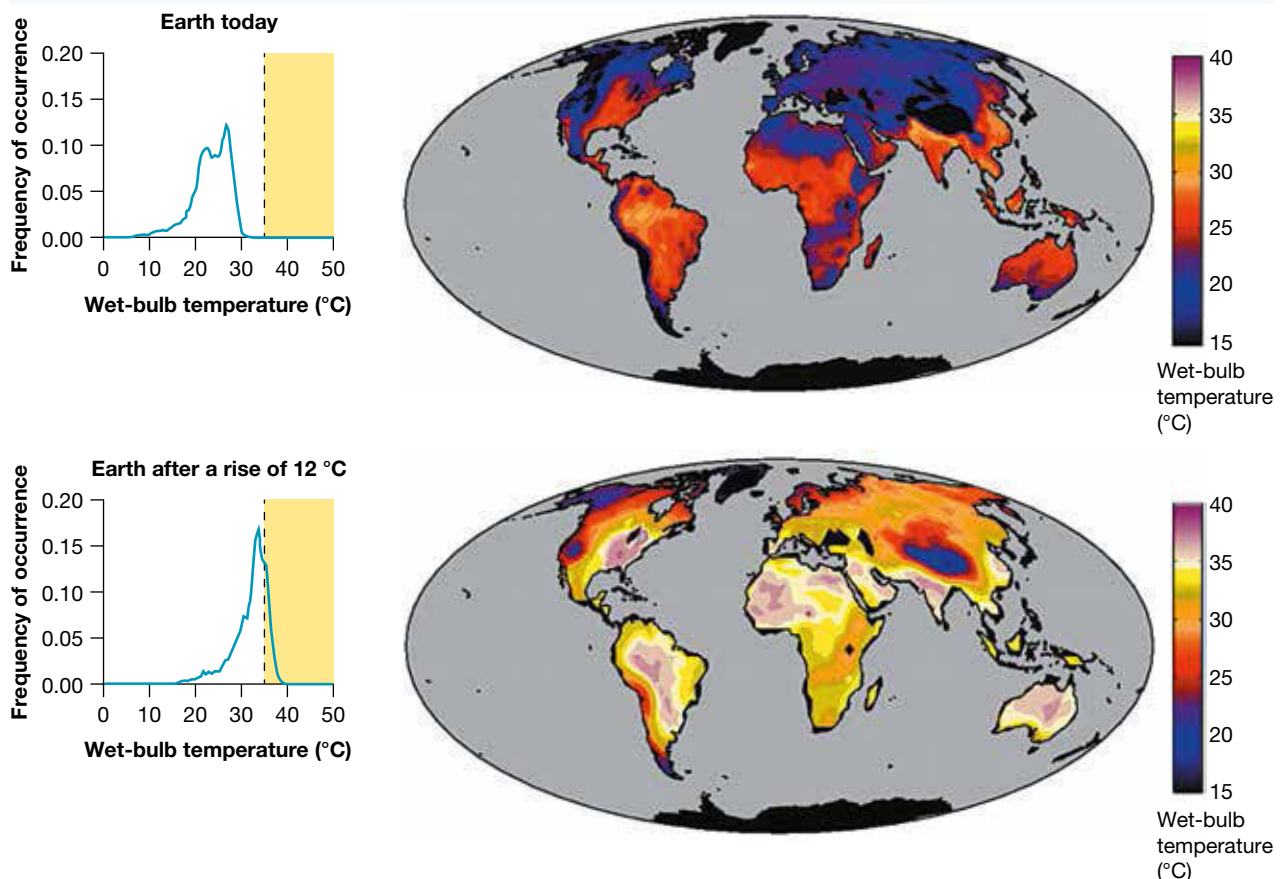 Earth today
Frequency of occurrence
0.20
0.15
0.10
0.05
0.00
0 10 20 30 40 50
Wet-bulb temperature (°C)
40
35
30
25
20
15
Wet-bulb
temperature
(°C)
Earth after a rise of 12 °C
Frequency of occurrence
0.20
0.15
0.10
0.05
0.00
0 10 20 30 40 50
Wet-bulb temperature (°C)
40
35
30
25
20
15
Wet-bulb
temperature
(°C)